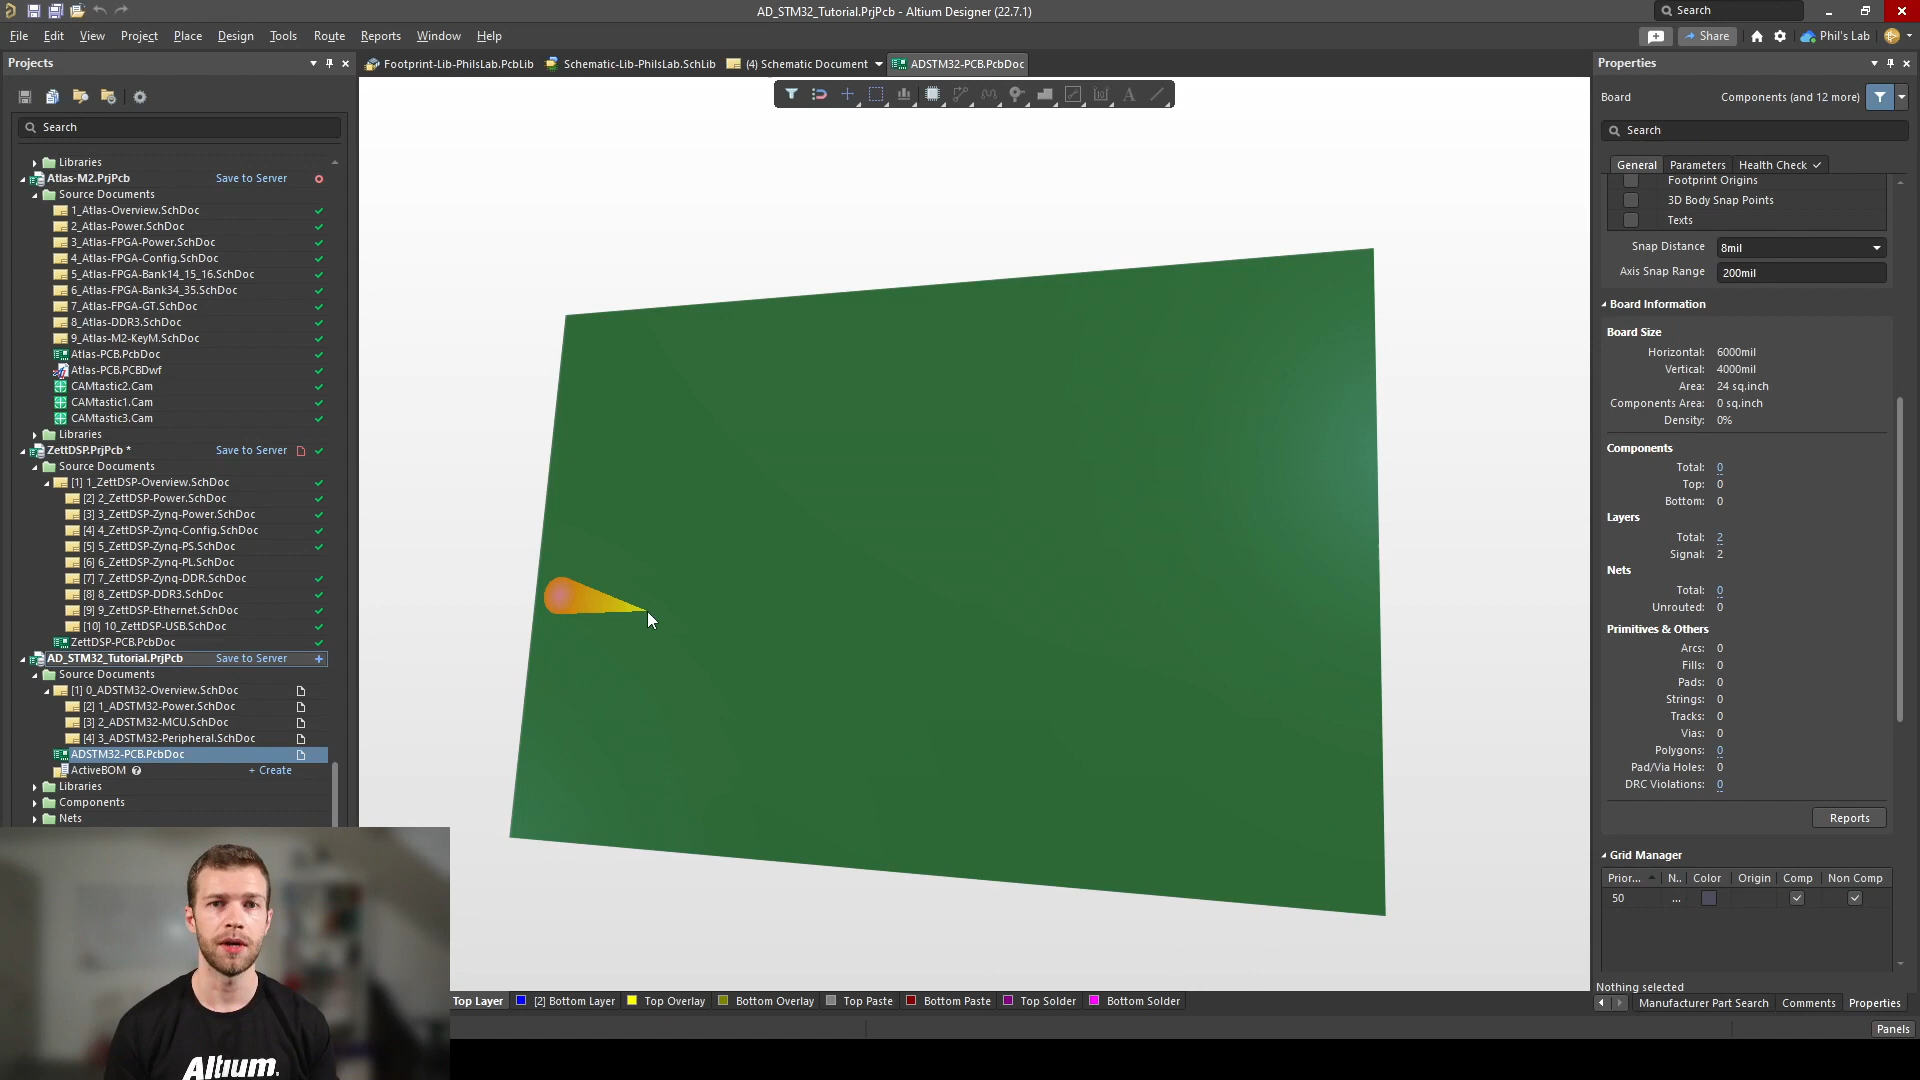 AD_STM32_Tutorial.PrjPcb - Altium Designer (22.7.1)
Search
File Edit View Project Place Design Tools Route Reports Window Help
Share
Phil's Lab
Projects
Footprint-Lib-PhilsLab.PcbLib
Schematic-Lib-PhilsLab.SchLib
(4) Schematic Document
ADSTM32-PCB.PcbDoc
Search
Libraries
Atlas-M2.PrjPcb Save to Server
Source Documents
1_Atlas-Overview.SchDoc
2_Atlas-Power.SchDoc
3_Atlas-FPGA-Power.SchDoc
4_Atlas-FPGA-Config.SchDoc
5_Atlas-FPGA-Bank14_15_16.SchDoc
6_Atlas-FPGA-Bank34_35.SchDoc
7_Atlas-FPGA-GT.SchDoc
8_Atlas-DDR3.SchDoc
9_Atlas-M2-KeyM.SchDoc
Atlas-PCB.PcbDoc
Atlas-PCB.PCBDwf
CAMtastic2.Cam
CAMtastic1.Cam
CAMtastic3.Cam
Libraries
ZettDSP.PrjPcb * Save to Server
Source Documents
[1] 1_ZettDSP-Overview.SchDoc
[2] 2_ZettDSP-Power.SchDoc
[3] 3_ZettDSP-Zynq-Power.SchDoc
[4] 4_ZettDSP-Zynq-Config.SchDoc
[5] 5_ZettDSP-Zynq-PS.SchDoc
[6] 6_ZettDSP-Zynq-PL.SchDoc
[7] 7_ZettDSP-Zynq-DDR.SchDoc
[8] 8_ZettDSP-DDR3.SchDoc
[9] 9_ZettDSP-Ethernet.SchDoc
[10] 10_ZettDSP-USB.SchDoc
ZettDSP-PCB.PcbDoc
AD_STM32_Tutorial.PrjPcb Save to Server
Source Documents
[1] 0_ADSTM32-Overview.SchDoc
[2] 1_ADSTM32-Power.SchDoc
[3] 2_ADSTM32-MCU.SchDoc
[4] 3_ADSTM32-Peripheral.SchDoc
ADSTM32-PCB.PcbDoc
ActiveBOM + Create
Libraries
Components
Nets
Altium.
Top Layer [2] Bottom Layer Top Overlay Bottom Overlay Top Paste Bottom Paste Top Solder Bottom Solder
Properties
Board Components (and 12 more)
Search
General Parameters Health Check
Footprint Origins
3D Body Snap Points
Texts
Snap Distance 8mil
Axis Snap Range 200mil
Board Information
Board Size
Horizontal: 6000mil
Vertical: 4000mil
Area: 24 sq.inch
Components Area: 0 sq.inch
Density: 0%
Components
Total: 0
Top: 0
Bottom: 0
Layers
Total: 2
Signal: 2
Nets
Total: 0
Unrouted: 0
Primitives & Others
Arcs: 0
Fills: 0
Pads: 0
Strings: 0
Tracks: 0
Vias: 0
Polygons: 0
Pad/Via Holes: 0
DRC Violations: 0
Reports
Grid Manager
Prior... N.. Color Origin Comp Non Comp
50 ...
Nothing selected
Manufacturer Part Search Comments Properties
Panels